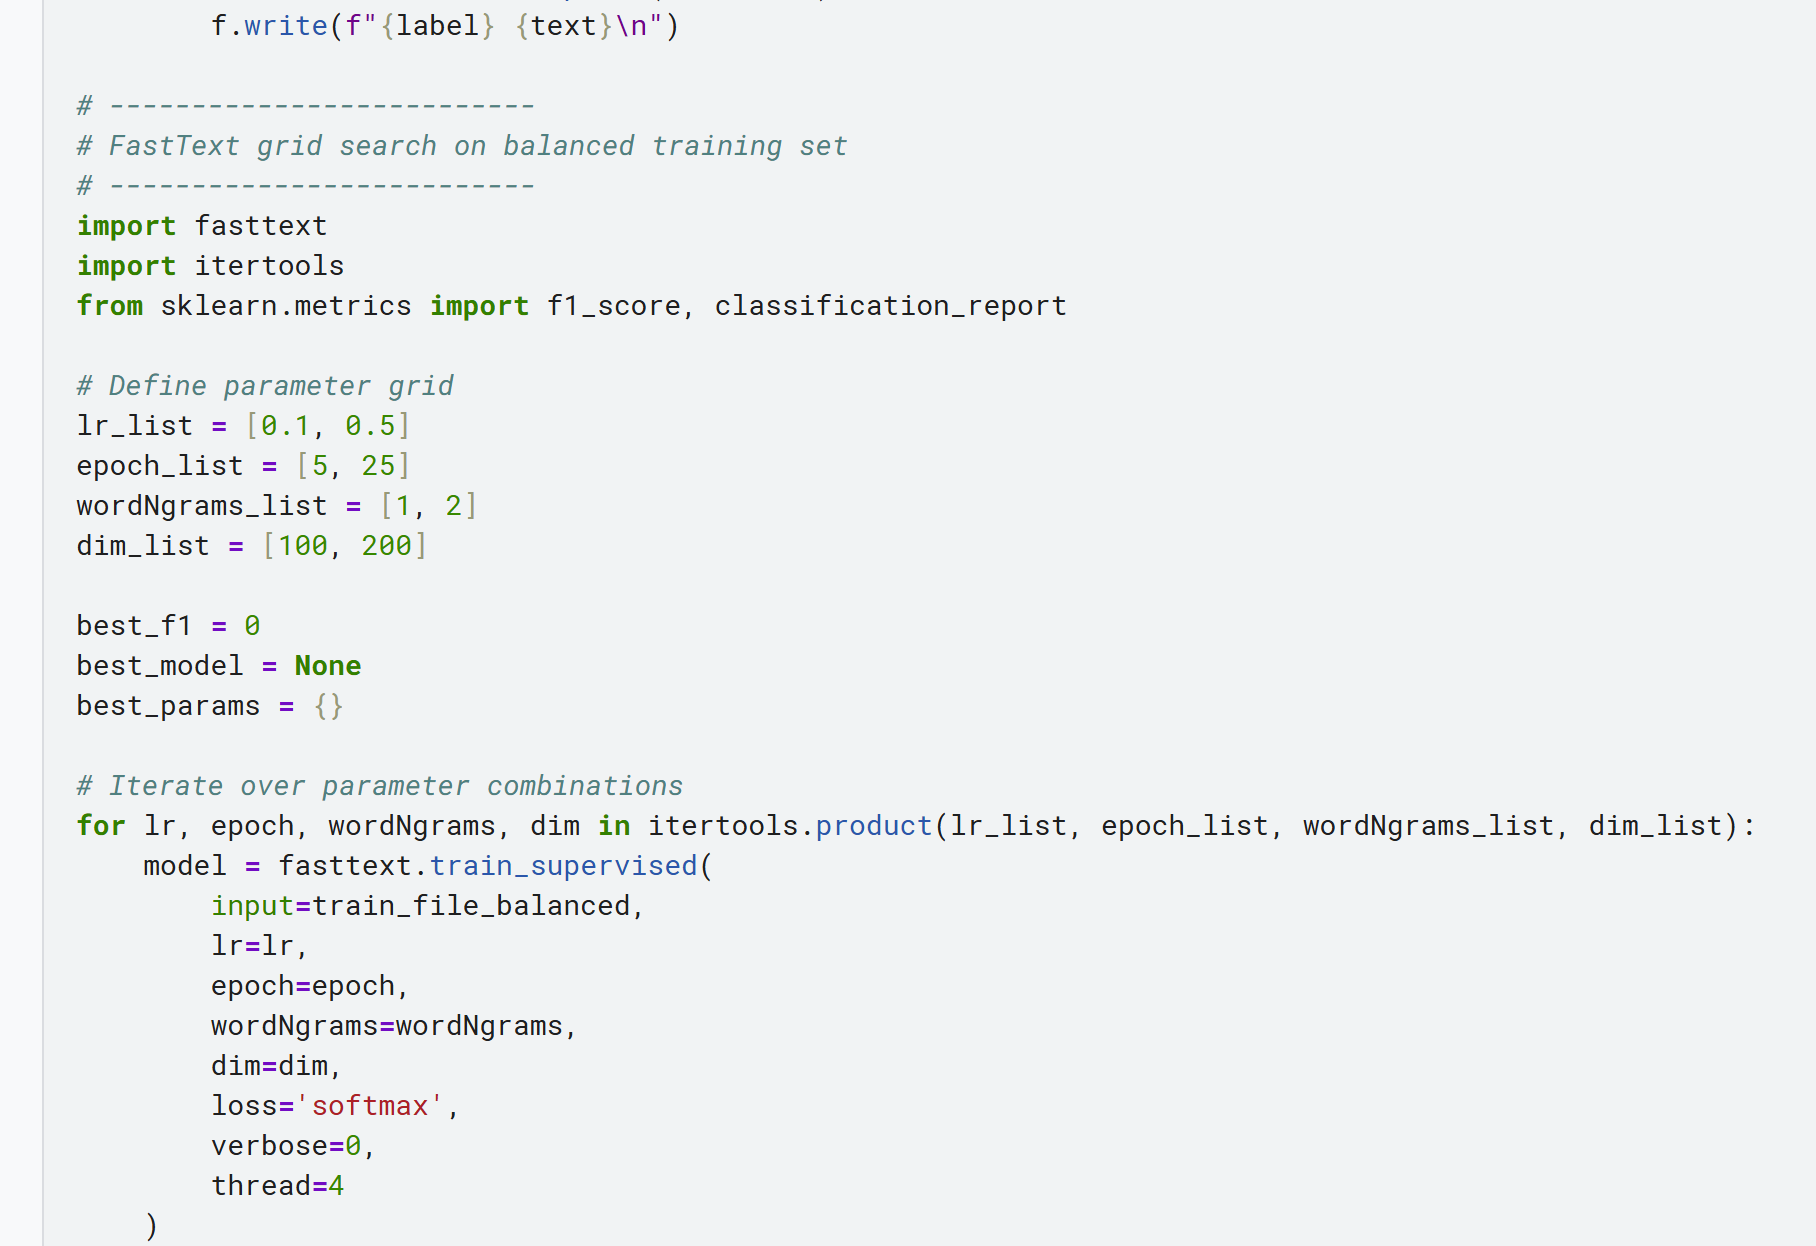 f.write(f"{label} {text}\n")
# --------------------------
# FastText grid search on balanced training set
# --------------------------
import fasttext
import itertools
from sklearn.metrics import f1_score, classification_report
# Define parameter grid
lr_list = [0.1, 0.5]
epoch_list = [5, 25]
wordNgrams_list = [1, 2]
dim_list = [100, 200]
best_f1 = 0
best_model = None
best_params = {}
# Iterate over parameter combinations
for lr, epoch, wordNgrams, dim in itertools.product(lr_list, epoch_list, wordNgrams_list, dim_list):
    model = fasttext.train_supervised(
        input=train_file_balanced,
        lr=lr,
        epoch=epoch,
        wordNgrams=wordNgrams,
        dim=dim,
        loss='softmax',
        verbose=0,
        thread=4
    )